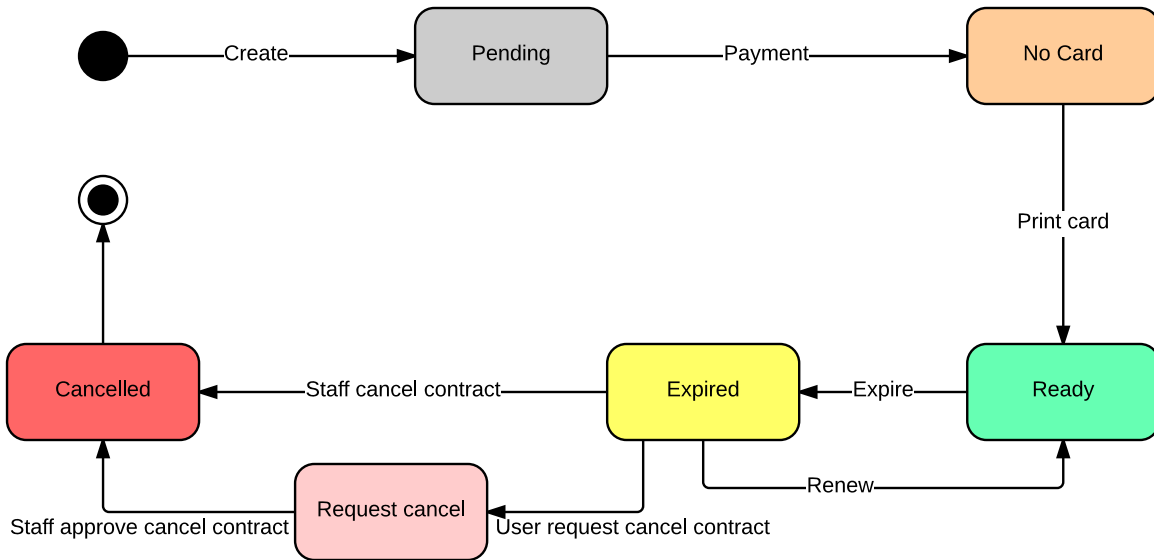 Create
Pending
Payment
No Card
Print card
Cancelled
Staff cancel contract
Expired
Expire
Ready
Renew
Request cancel
Staff approve cancel contract
User request cancel contract